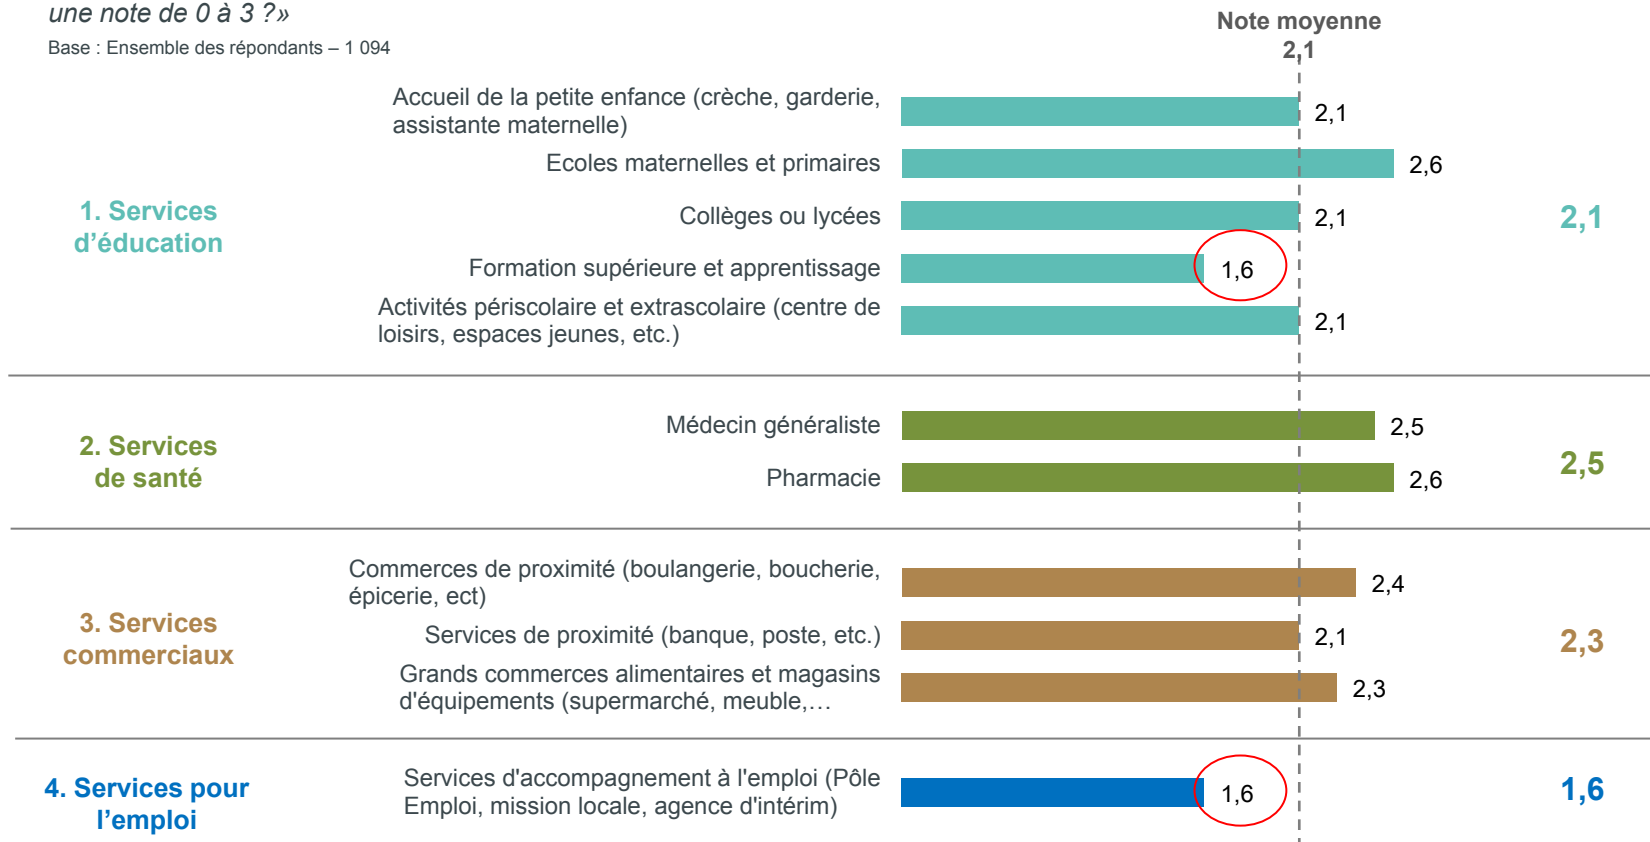 une note de 0 à 3 ?»
Base : Ensemble des répondants – 1 094
Note moyenne
2,1
1. Services
d'éducation
Accueil de la petite enfance (crèche, garderie,
assistante maternelle)
2,1
Ecoles maternelles et primaires
2,6
Collèges ou lycées
2,1
2,1
Formation supérieure et apprentissage
1,6
Activités périscolaire et extrascolaire (centre de
loisirs, espaces jeunes, etc.)
2,1
2. Services
de santé
Médecin généraliste
2,5
Pharmacie
2,6
2,5
3. Services
commerciaux
Commerces de proximité (boulangerie, boucherie,
épicerie, ect)
2,4
Services de proximité (banque, poste, etc.)
2,1
2,3
Grands commerces alimentaires et magasins
d'équipements (supermarché, meuble,…
2,3
4. Services pour
l'emploi
Services d'accompagnement à l'emploi (Pôle
Emploi, mission locale, agence d'intérim)
1,6
1,6